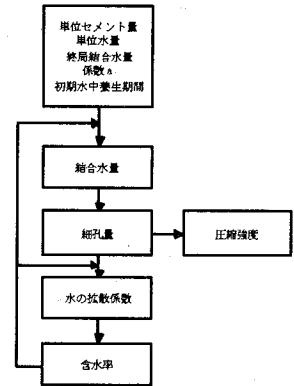 単位セメント量
単位水量
終局結合水量
係数a
初期水中養生期間
結合水量
細孔量
圧縮強度
水の拡散係数
含水率